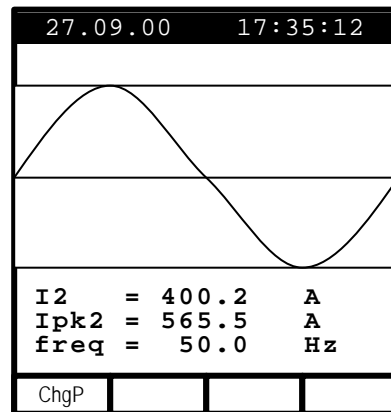 27.09.00 17:35:12
I2 = 400.2 A
Ipk2 = 565.5 A
freq = 50.0 Hz
ChgP